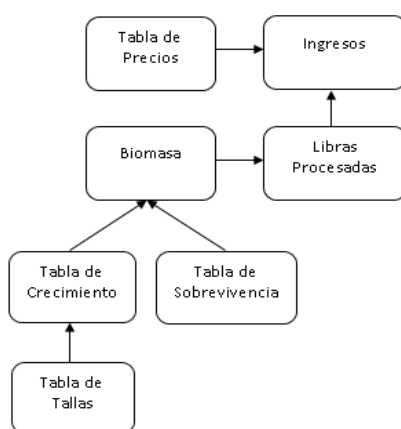 Tabla de
Precios
Ingresos
Biomasa
Libras
Procesadas
Tabla de
Crecimiento
Tabla de
Sobrevivencia
Tabla de
Tallas